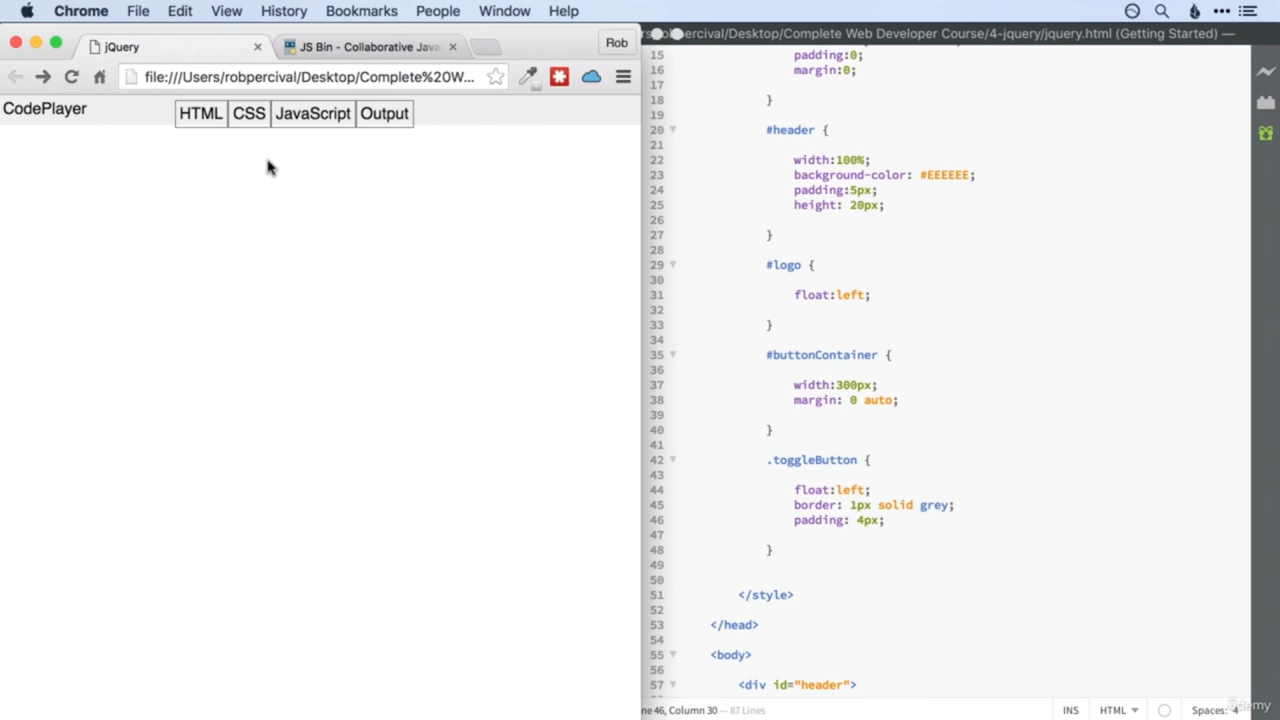 Chrome File Edit View History Bookmarks People Window Help
jQuery
JS Bin - Collaborative Java
Rob
file:///Users/robpercival/Desktop/Complete%20W...
robpercival/Desktop/Complete Web Developer Course/4-jquery/jquery.html (Getting Started) —
CodePlayer
HTML CSS JavaScript Output
15 padding:0;
16 margin:0;
17
18 }
19
20 #header {
21
22 width:100%;
23 background-color: #EEEEEE;
24 padding:5px;
25 height: 20px;
26
27 }
28
29 #logo {
30
31 float:left;
32
33 }
34
35 #buttonContainer {
36
37 width:300px;
38 margin: 0 auto;
39
40 }
41
42 .toggleButton {
43
44 float:left;
45 border: 1px solid grey;
46 padding: 4px;
47
48 }
49
50
51 </style>
52
53 </head>
54
55 <body>
56
57 <div id="header">
ne 46, Column 30 — 87 Lines
INS HTML Spaces: 4
Udemy